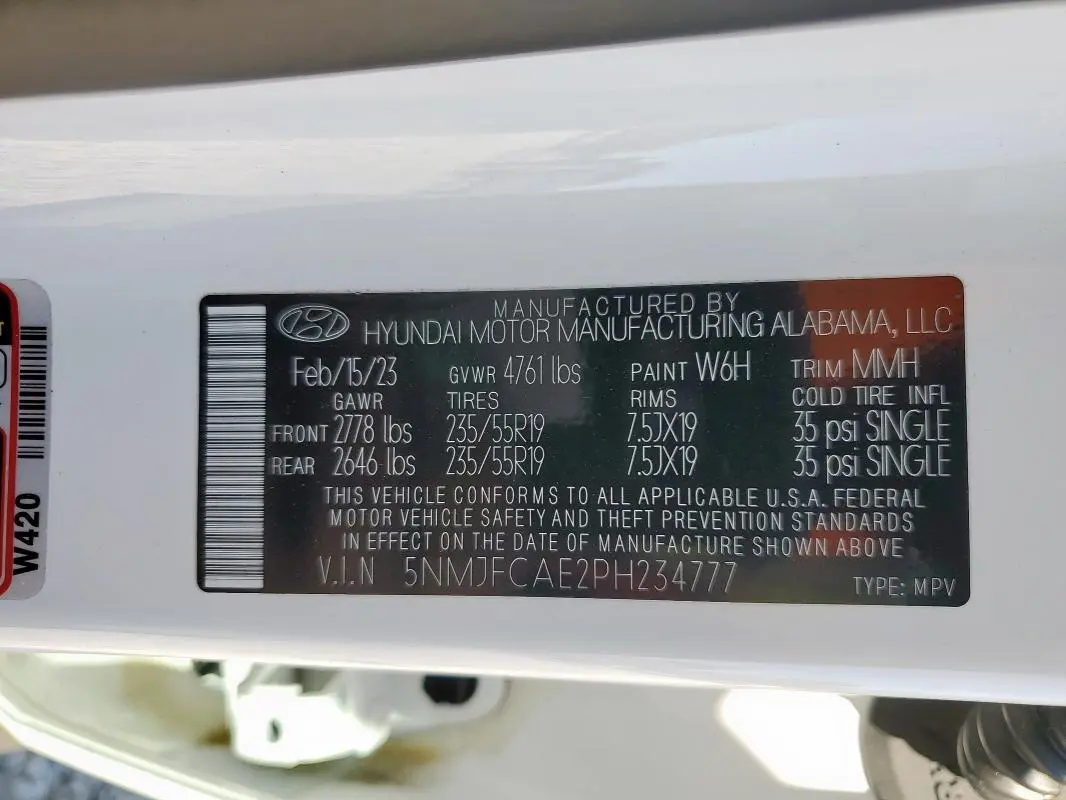 MANUFACTURED BY
HYUNDAI MOTOR MANUFACTURING ALABAMA, LLC
Feb/15/23 GVWR 4761 lbs PAINT W6H TRIM MMH
GAWR TIRES RIMS COLD TIRE INFL
FRONT 2778 lbs 235/55R19 7.5JX19 35 psi SINGLE
REAR 2646 lbs 235/55R19 7.5JX19 35 psi SINGLE
THIS VEHICLE CONFORMS TO ALL APPLICABLE U.S.A. FEDERAL
MOTOR VEHICLE SAFETY AND THEFT PREVENTION STANDARDS
IN EFFECT ON THE DATE OF MANUFACTURE SHOWN ABOVE
V.I.N 5NMJFCAE2PH234777 TYPE: MPV
W420